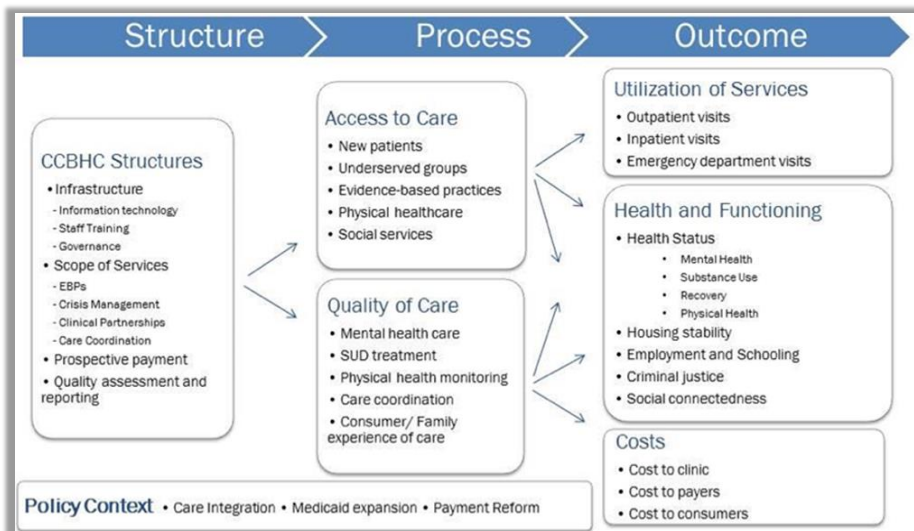 Structure
Process
Outcome
CCBHC Structures
• Infrastructure
- Information technology
- Staff Training
- Governance
• Scope of Services
- EBPs
- Crisis Management
- Clinical Partnerships
- Care Coordination
• Prospective payment
• Quality assessment and
reporting
Access to Care
• New patients
• Underserved groups
• Evidence-based practices
• Physical healthcare
• Social services
Quality of Care
• Mental health care
• SUD treatment
• Physical health monitoring
• Care coordination
• Consumer/ Family
experience of care
Utilization of Services
• Outpatient visits
• Inpatient visits
• Emergency department visits
Health and Functioning
• Health Status
• Mental Health
• Substance Use
• Recovery
• Physical Health
• Housing stability
• Employment and Schooling
• Criminal justice
• Social connectedness
Costs
• Cost to clinic
• Cost to payers
• Cost to consumers
Policy Context • Care Integration • Medicaid expansion • Payment Reform